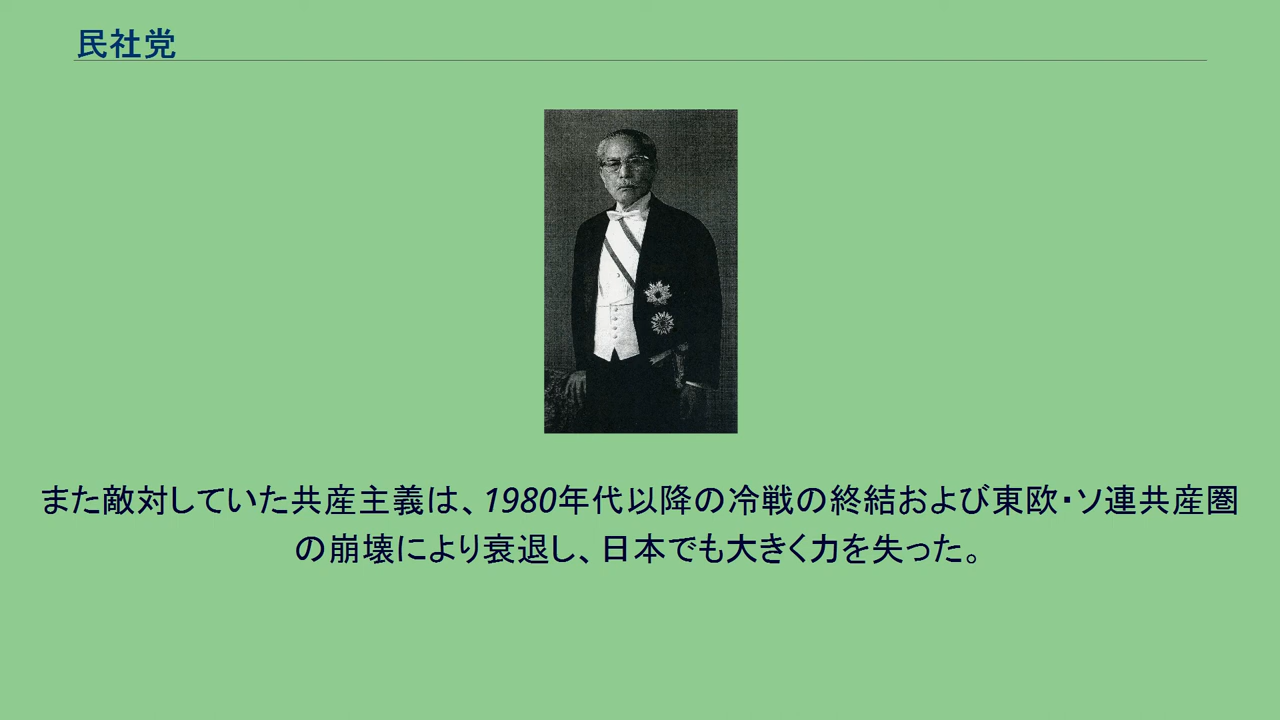 民社党
また敵対していた共産主義は、1980年代以降の冷戦の終結および東欧・ソ連共産圏
の崩壊により衰退し、日本でも大きく力を失った。